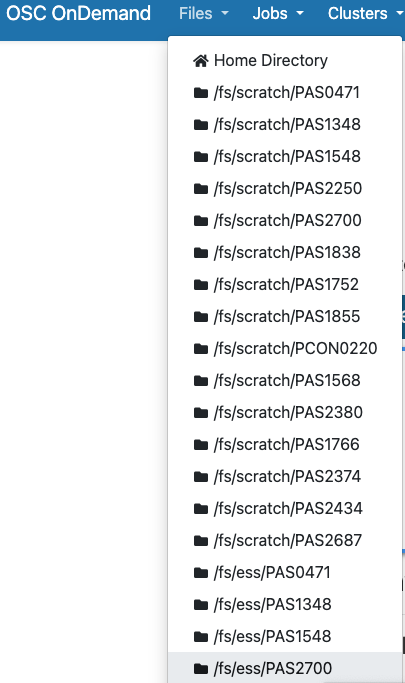 OSC OnDemand Files Jobs Clusters
Home Directory
/fs/scratch/PAS0471
/fs/scratch/PAS1348
/fs/scratch/PAS1548
/fs/scratch/PAS2250
/fs/scratch/PAS2700
/fs/scratch/PAS1838
/fs/scratch/PAS1752
/fs/scratch/PAS1855
/fs/scratch/PCON0220
/fs/scratch/PAS1568
/fs/scratch/PAS2380
/fs/scratch/PAS1766
/fs/scratch/PAS2374
/fs/scratch/PAS2434
/fs/scratch/PAS2687
/fs/ess/PAS0471
/fs/ess/PAS1348
/fs/ess/PAS1548
/fs/ess/PAS2700